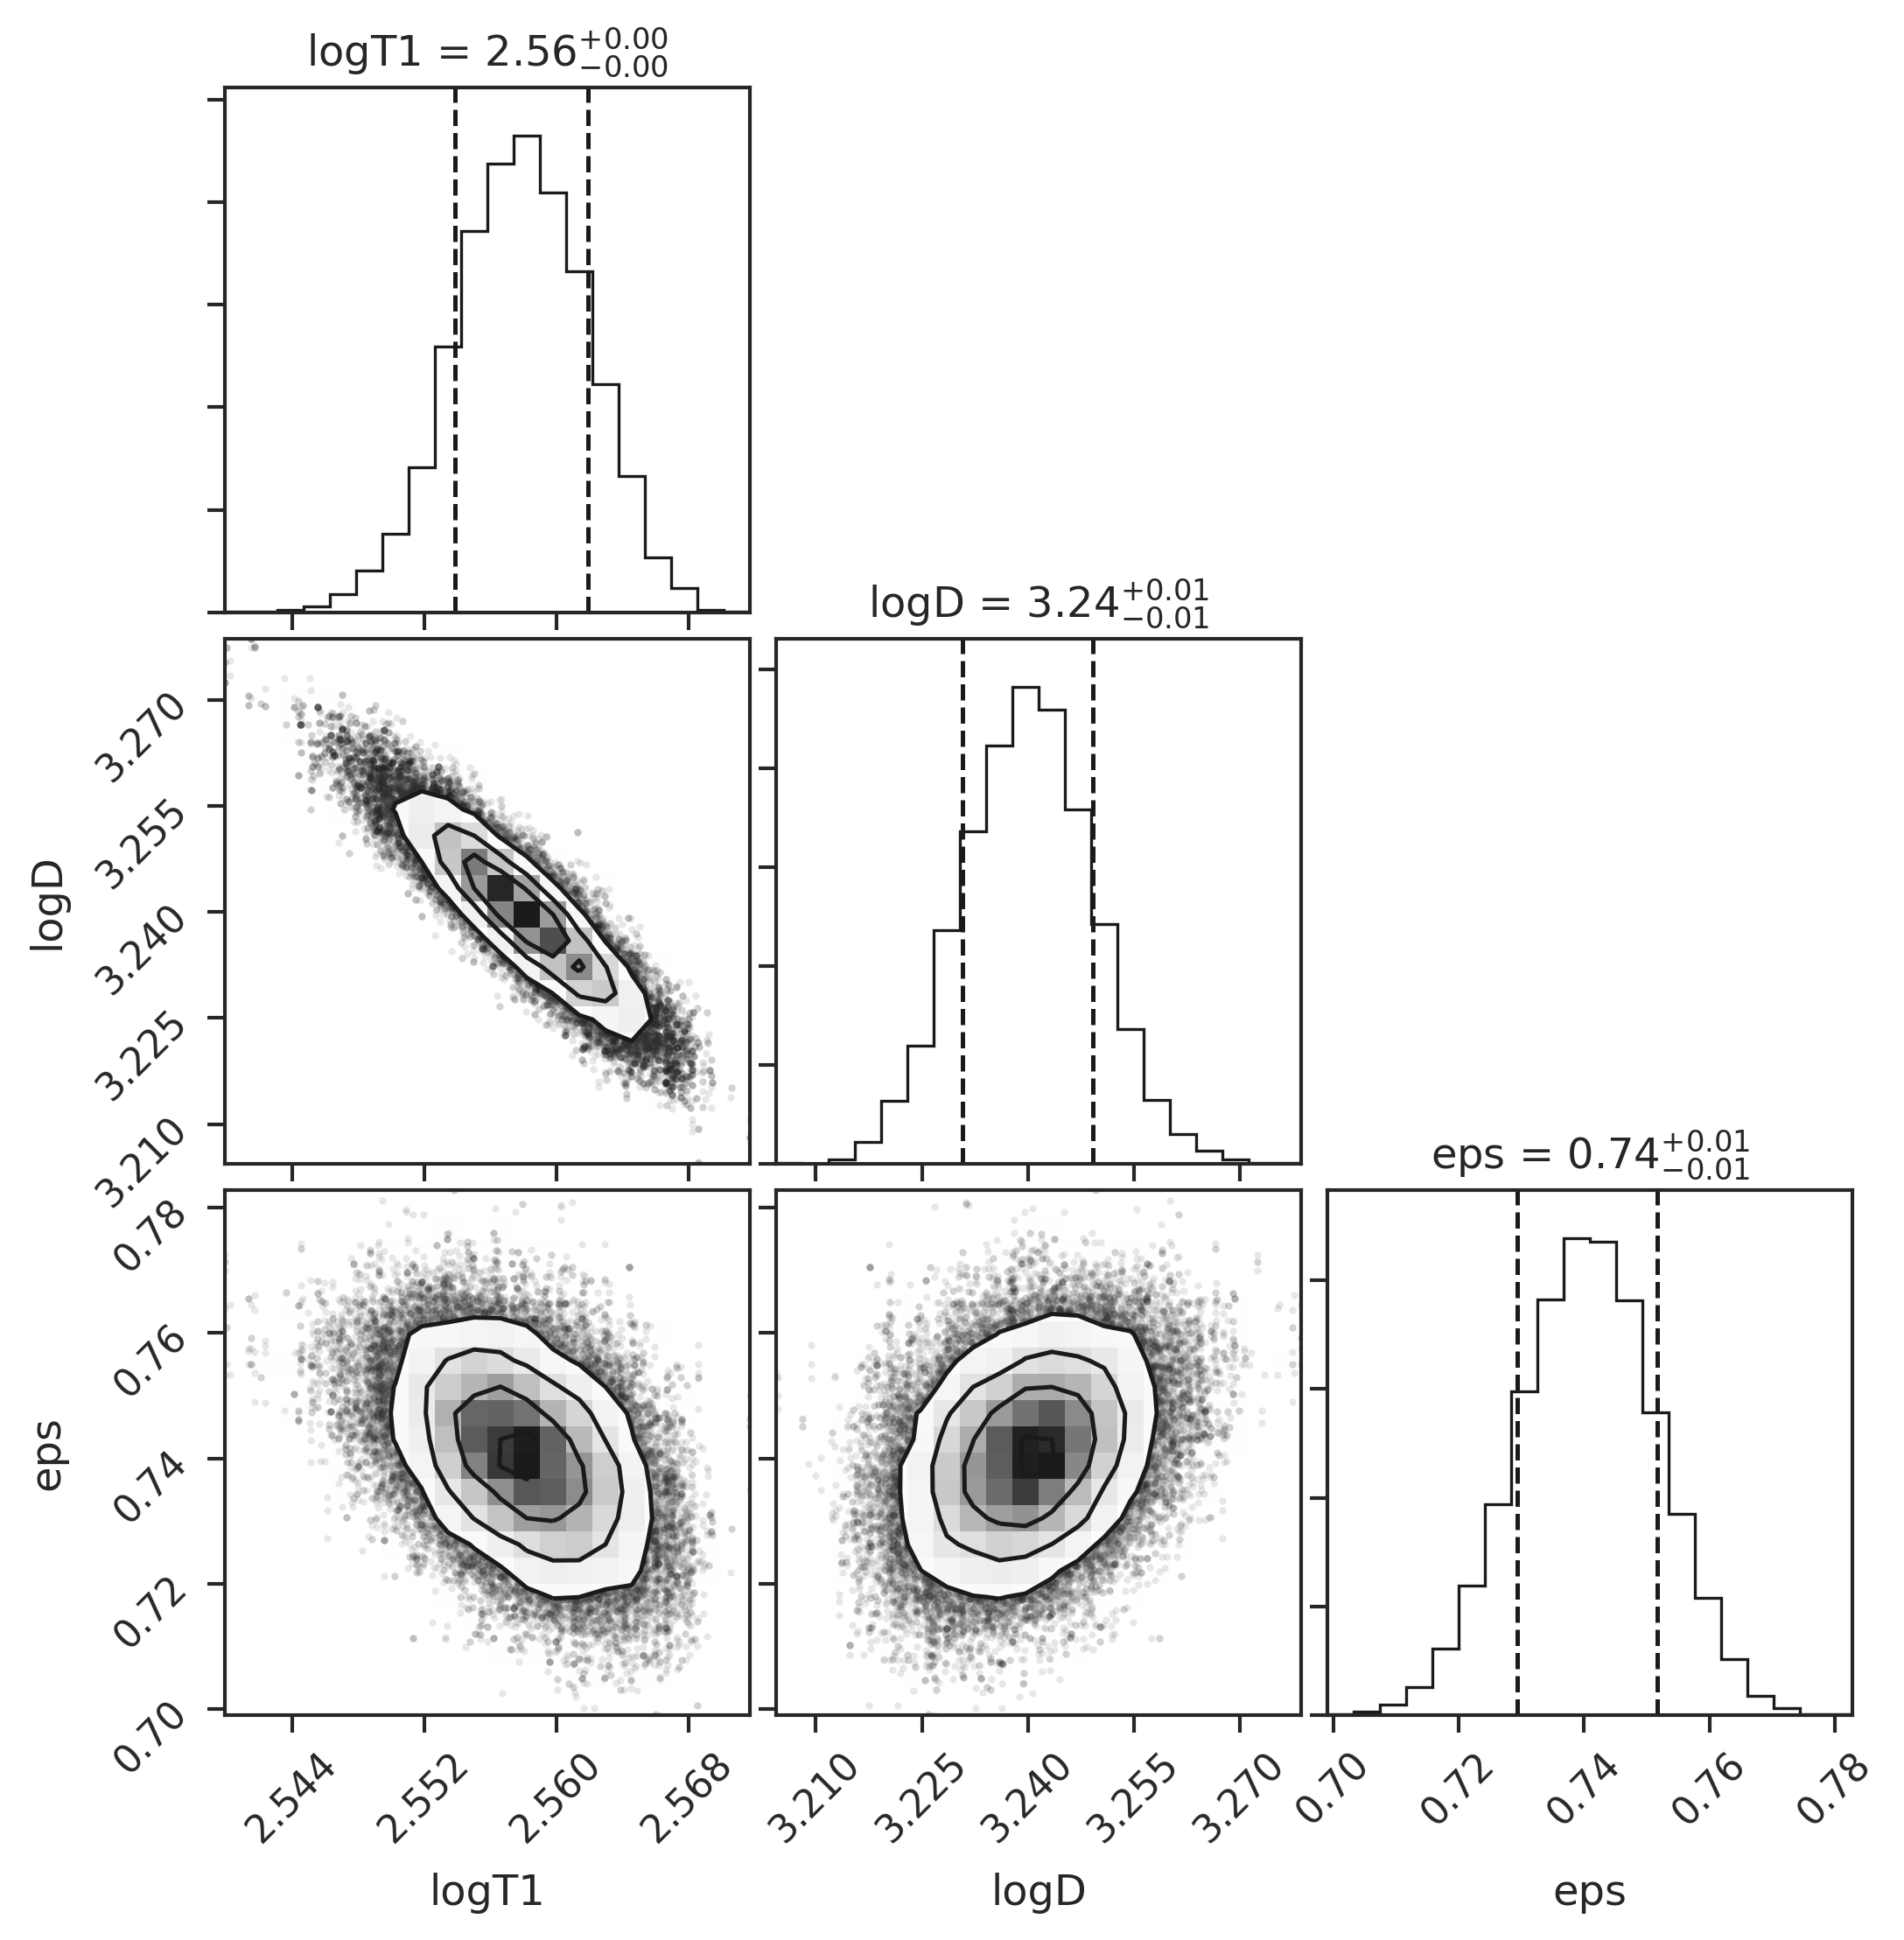 logT1 = 2.56+0.00−0.00
logD = 3.24+0.01−0.01
3.270
3.255
3.240
3.225
3.210
logD
eps = 0.74+0.01−0.01
0.78
0.76
0.74
0.72
0.70
eps
2.544 2.552 2.560 2.568 3.210 3.225 3.240 3.255 3.270 0.70 0.72 0.74 0.76 0.78
logT1 logD eps